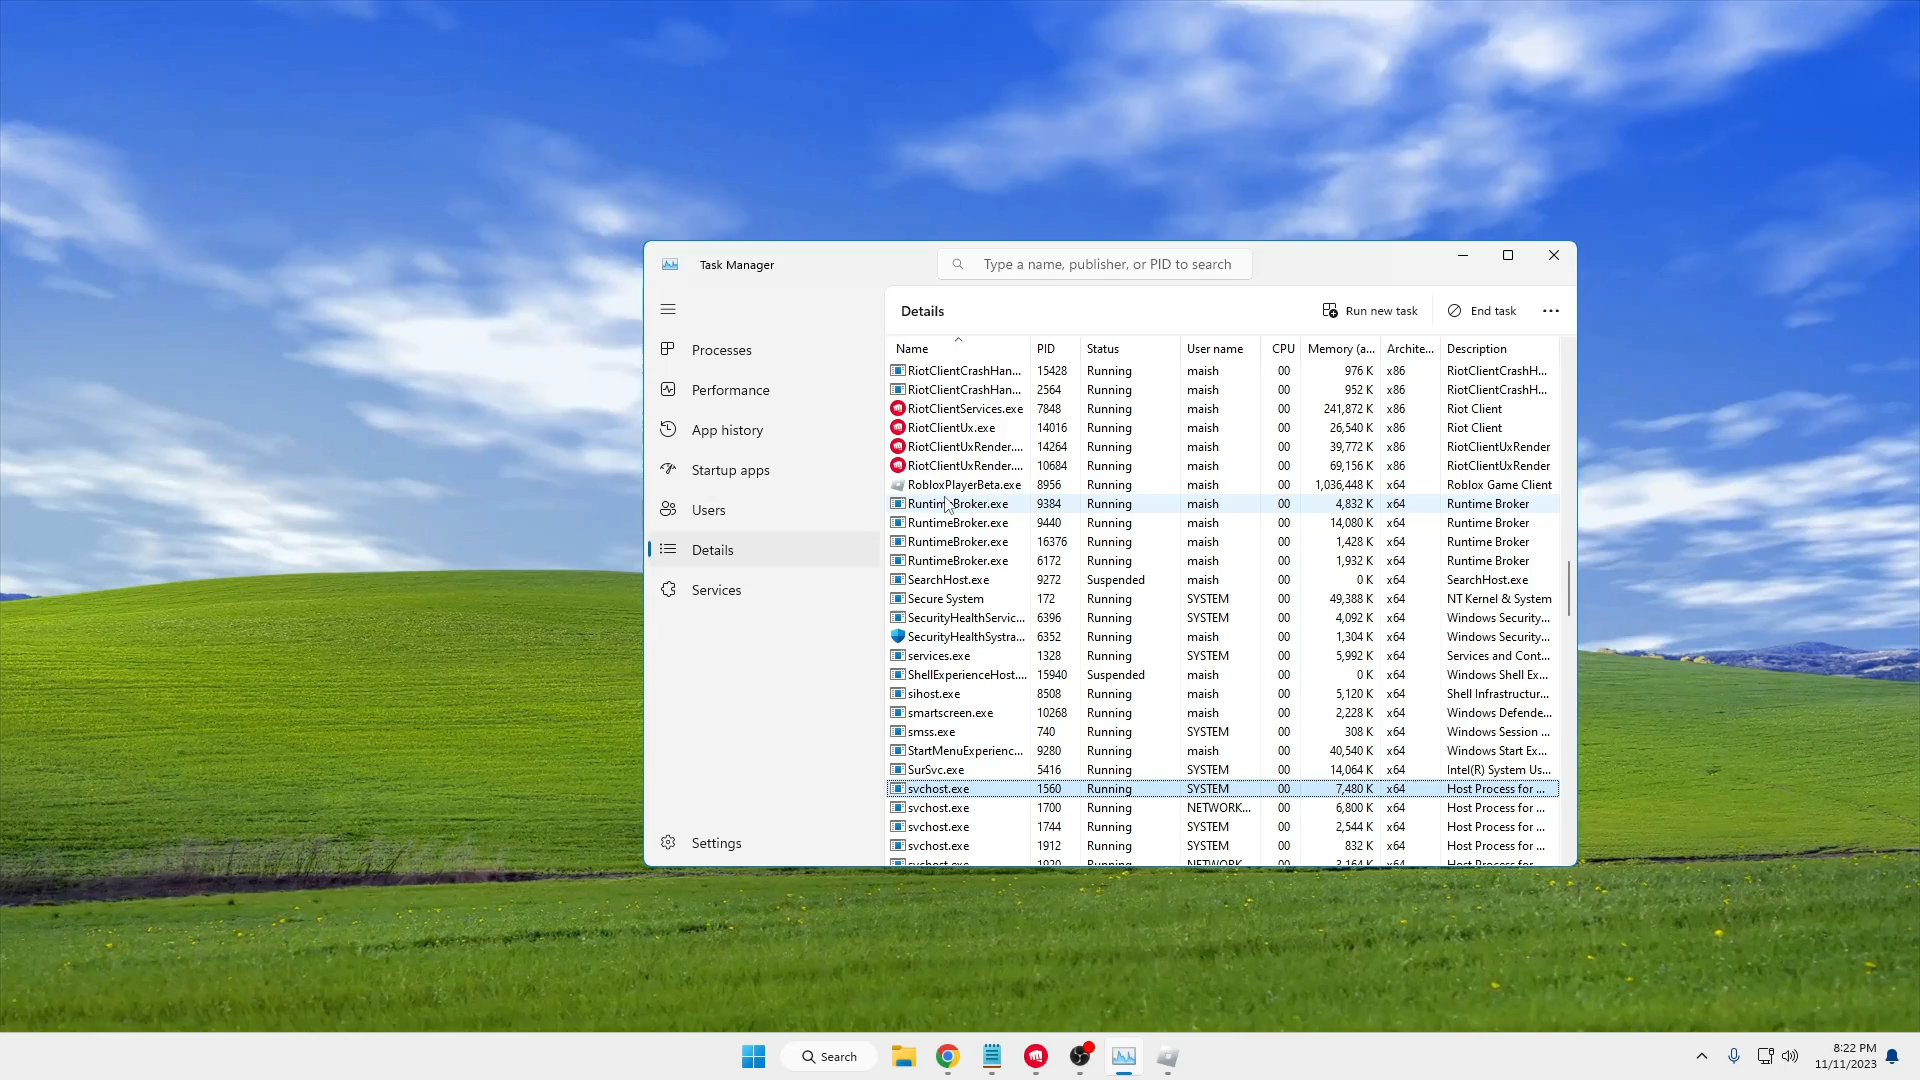 Task Manager
Type a name, publisher, or PID to search
Details
Run new task
End task
Processes
Performance
App history
Startup apps
Users
Details
Services
Settings
Name PID Status User name CPU Memory (a... Archite... Description
RiotClientCrashHan... 15428 Running maish 00 976 K x86 RiotClientCrashH...
RiotClientCrashHan... 2564 Running maish 00 952 K x86 RiotClientCrashH...
RiotClientServices.exe 7848 Running maish 00 241,872 K x86 Riot Client
RiotClientUx.exe 14016 Running maish 00 26,540 K x86 Riot Client
RiotClientUxRender.... 14264 Running maish 00 39,772 K x86 RiotClientUxRender
RiotClientUxRender.... 10684 Running maish 00 69,156 K x86 RiotClientUxRender
RobloxPlayerBeta.exe 8956 Running maish 00 1,036,448 K x64 Roblox Game Client
RuntimeBroker.exe 9384 Running maish 00 4,832 K x64 Runtime Broker
RuntimeBroker.exe 9440 Running maish 00 14,080 K x64 Runtime Broker
RuntimeBroker.exe 16376 Running maish 00 1,428 K x64 Runtime Broker
RuntimeBroker.exe 6172 Running maish 00 1,932 K x64 Runtime Broker
SearchHost.exe 9272 Suspended maish 00 0 K x64 SearchHost.exe
Secure System 172 Running SYSTEM 00 49,388 K x64 NT Kernel & System
SecurityHealthServic... 6396 Running SYSTEM 00 4,092 K x64 Windows Security...
SecurityHealthSystra... 6352 Running maish 00 1,304 K x64 Windows Security...
services.exe 1328 Running SYSTEM 00 5,992 K x64 Services and Cont...
ShellExperienceHost.... 15940 Suspended maish 00 0 K x64 Windows Shell Ex...
sihost.exe 8508 Running maish 00 5,120 K x64 Shell Infrastructur...
smartscreen.exe 10268 Running maish 00 2,228 K x64 Windows Defende...
smss.exe 740 Running SYSTEM 00 308 K x64 Windows Session ...
StartMenuExperienc... 9280 Running maish 00 40,540 K x64 Windows Start Ex...
SurSvc.exe 5416 Running SYSTEM 00 14,064 K x64 Intel(R) System Us...
svchost.exe 1560 Running SYSTEM 00 7,480 K x64 Host Process for ...
svchost.exe 1700 Running NETWORK... 00 6,800 K x64 Host Process for ...
svchost.exe 1744 Running SYSTEM 00 2,544 K x64 Host Process for ...
svchost.exe 1912 Running SYSTEM 00 832 K x64 Host Process for ...
svchost.exe 1920 Running NETWORK 00 3,164 K x64 Host Process for ...
Search
8:22 PM
11/11/2023